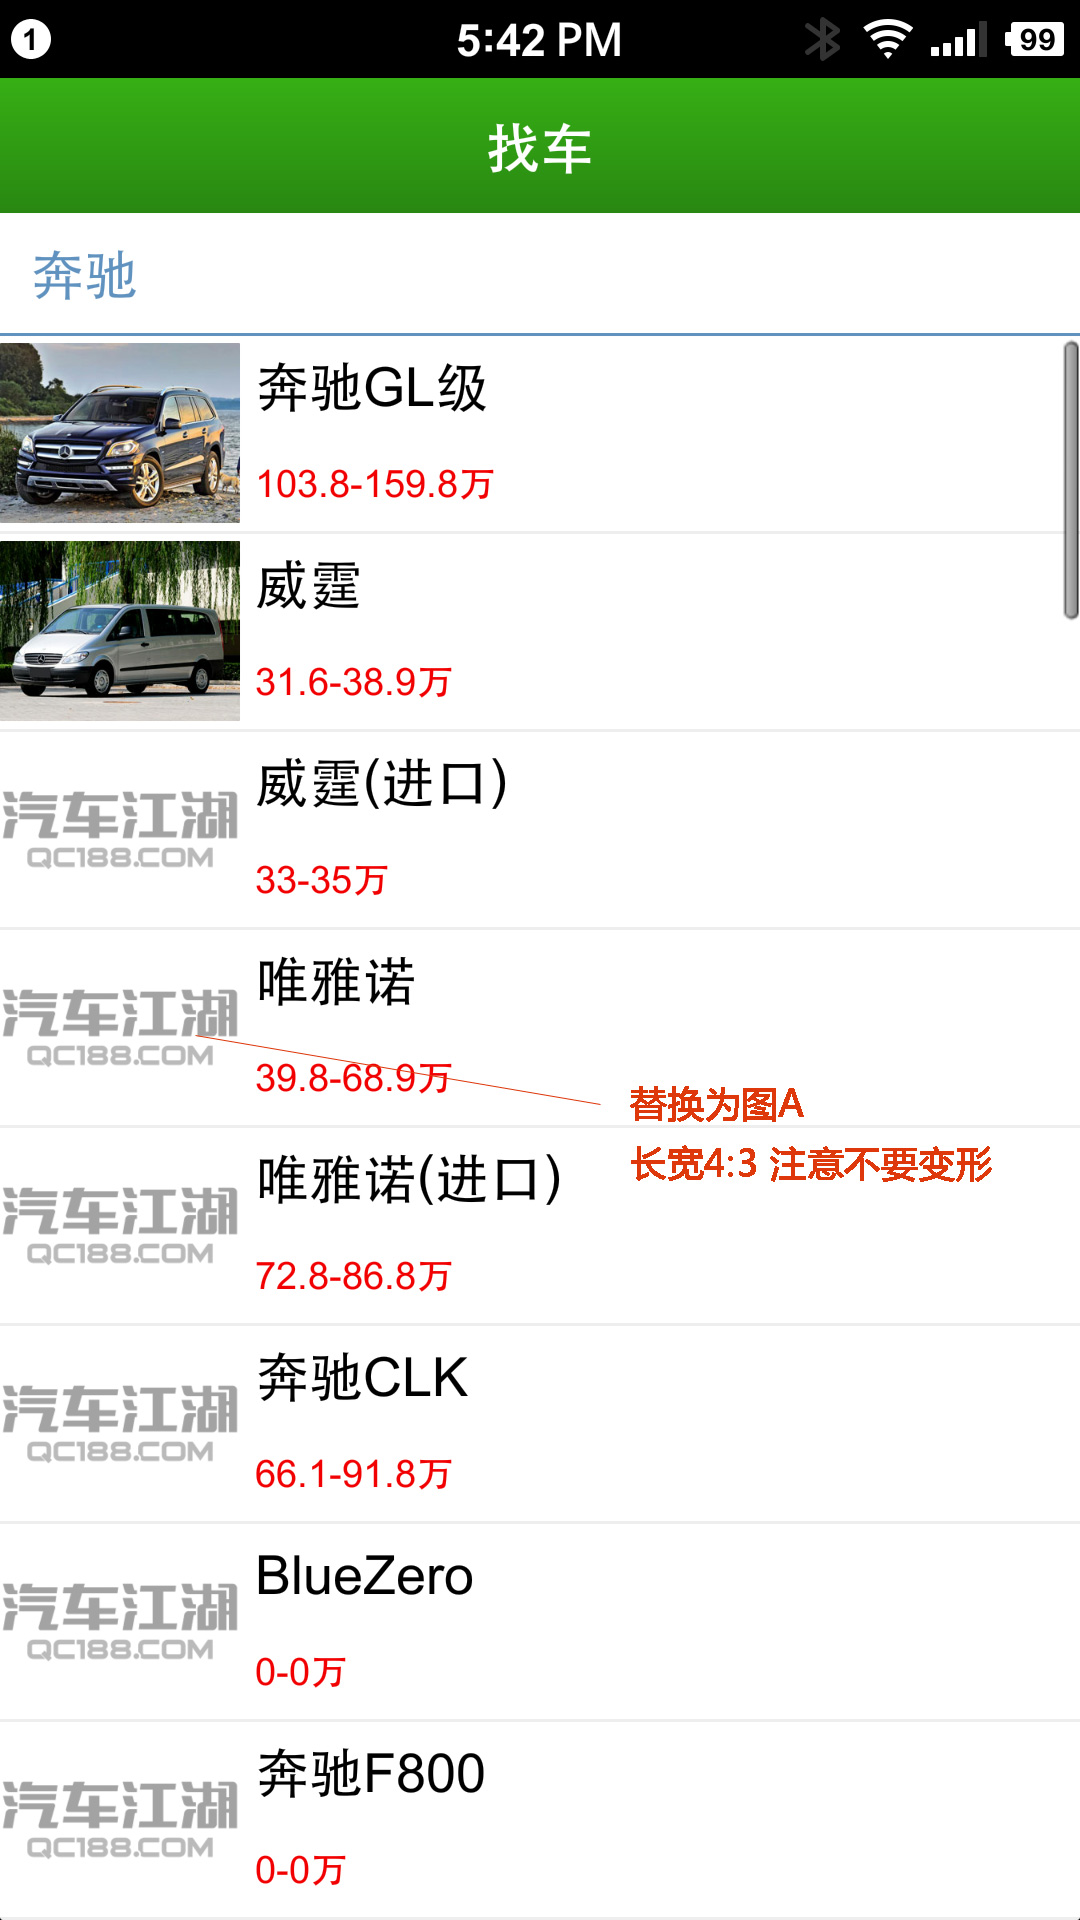 1
5:42 PM
99
找车
奔驰
奔驰GL级
103.8-159.8万
威霆
31.6-38.9万
威霆(进口)
汽车江湖
QC188.COM
33-35万
唯雅诺
汽车江湖
QC188.COM
39.8-68.9万
替换为图A
长宽4:3 注意不要变形
唯雅诺(进口)
汽车江湖
QC188.COM
72.8-86.8万
奔驰CLK
汽车江湖
QC188.COM
66.1-91.8万
BlueZero
汽车江湖
QC188.COM
0-0万
奔驰F800
汽车江湖
QC188.COM
0-0万